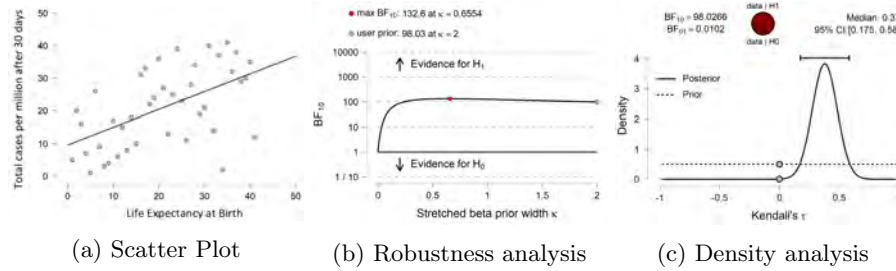 Total cases per million after 30 days
50
40
30
20
10
0
0 10 20 30 40 50
Life Expectancy at Birth
(a) Scatter Plot
max BF₁₀: 132.6 at κ = 0.6554
user prior: 98.03 at κ = 2
BF₁₀
10000
1000
100
10
1
1 / 10
Evidence for H₁
Evidence for H₀
0 0.5 1 1.5 2
Stretched beta prior width κ
(b) Robustness analysis
BF₁₀ = 98.0266
BF₀₁ = 0.0102
data | H1
data | H0
Median: 0.3
95% CI [0.175, 0.58
Density
4
3
2
1
0
Posterior
Prior
-1 -0.5 0 0.5
Kendall's τ
(c) Density analysis